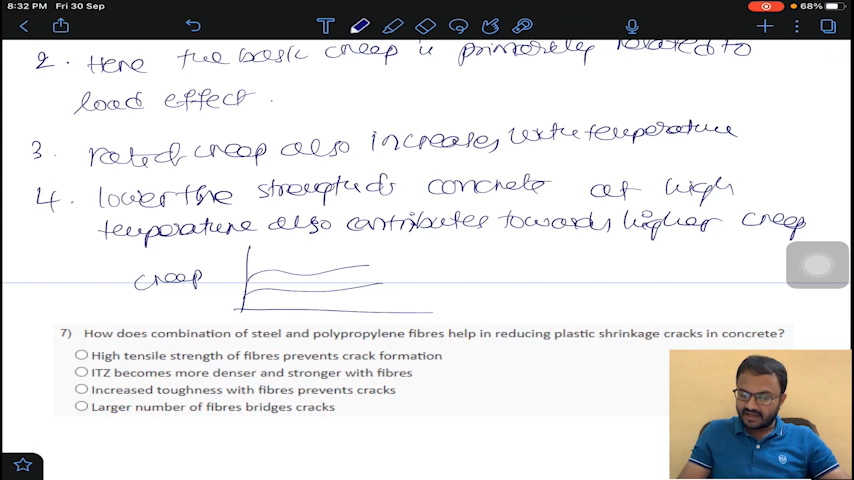 8:32 PM Fri 30 Sep
68%
2. Here the basic creep is primarily related to
load effect.
3. rate of creep also increases with temperature
4. lower the strength of concrete at high
temperature also contributes towards higher creep
creep
7) How does combination of steel and polypropylene fibres help in reducing plastic shrinkage cracks in concrete?
High tensile strength of fibres prevents crack formation
ITZ becomes more denser and stronger with fibres
Increased toughness with fibres prevents cracks
Larger number of fibres bridges cracks